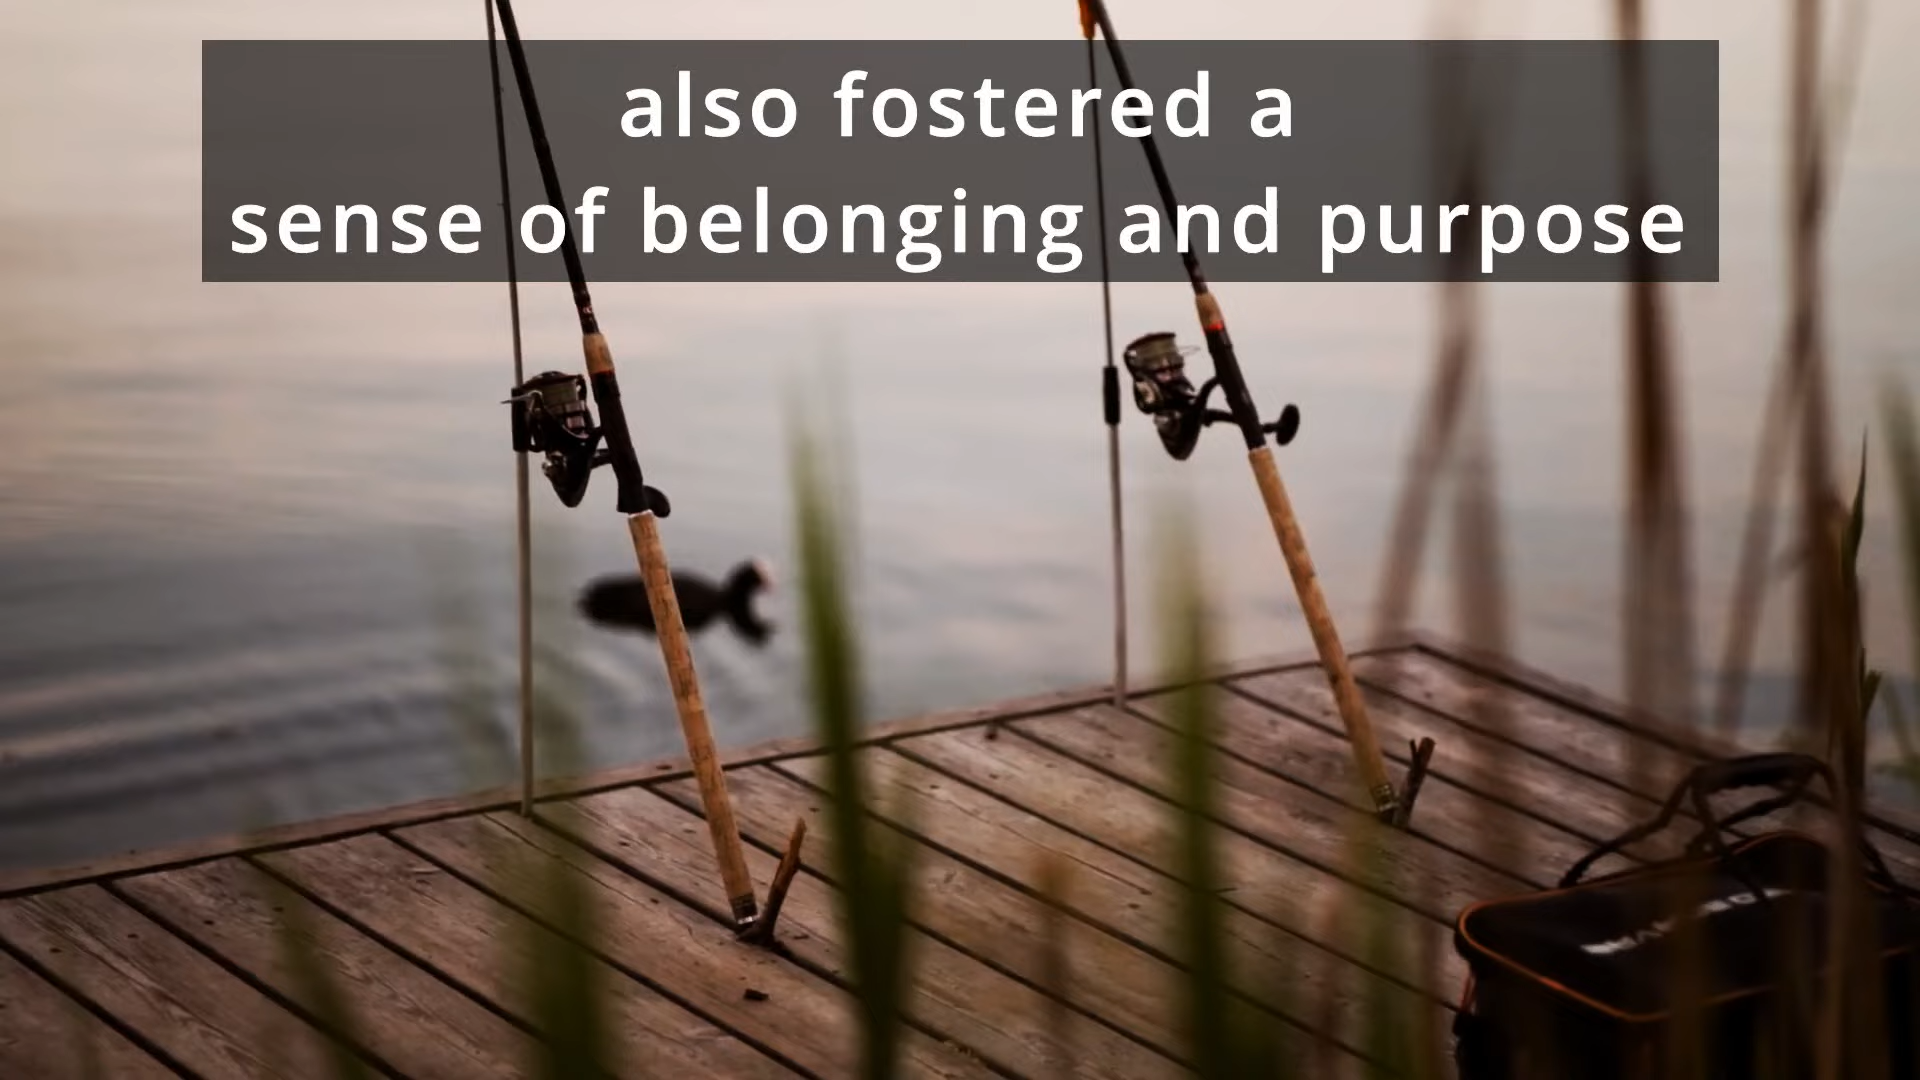 also fostered a
sense of belonging and purpose